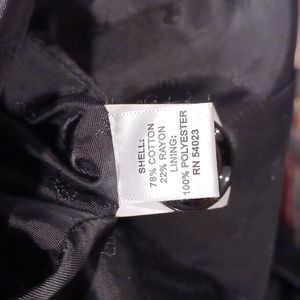 SHELL:
78% COTTON
22% RAYON
LINING:
100% POLYESTER
RN 54023